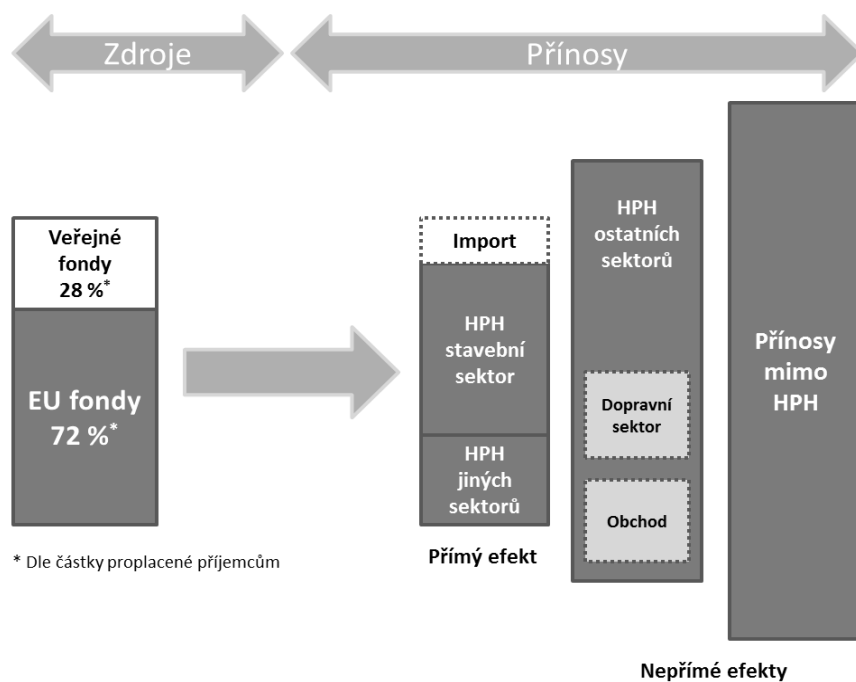 Zdroje
Přínosy
Veřejné
fondy
28 %*
EU fondy
72 %*
* Dle částky proplacené příjemcům
Import
HPH
stavební
sektor
HPH
jiných
sektorů
Přímý efekt
HPH
ostatních
sektorů
Dopravní
sektor
Obchod
Přínosy
mimo
HPH
Nepřímé efekty